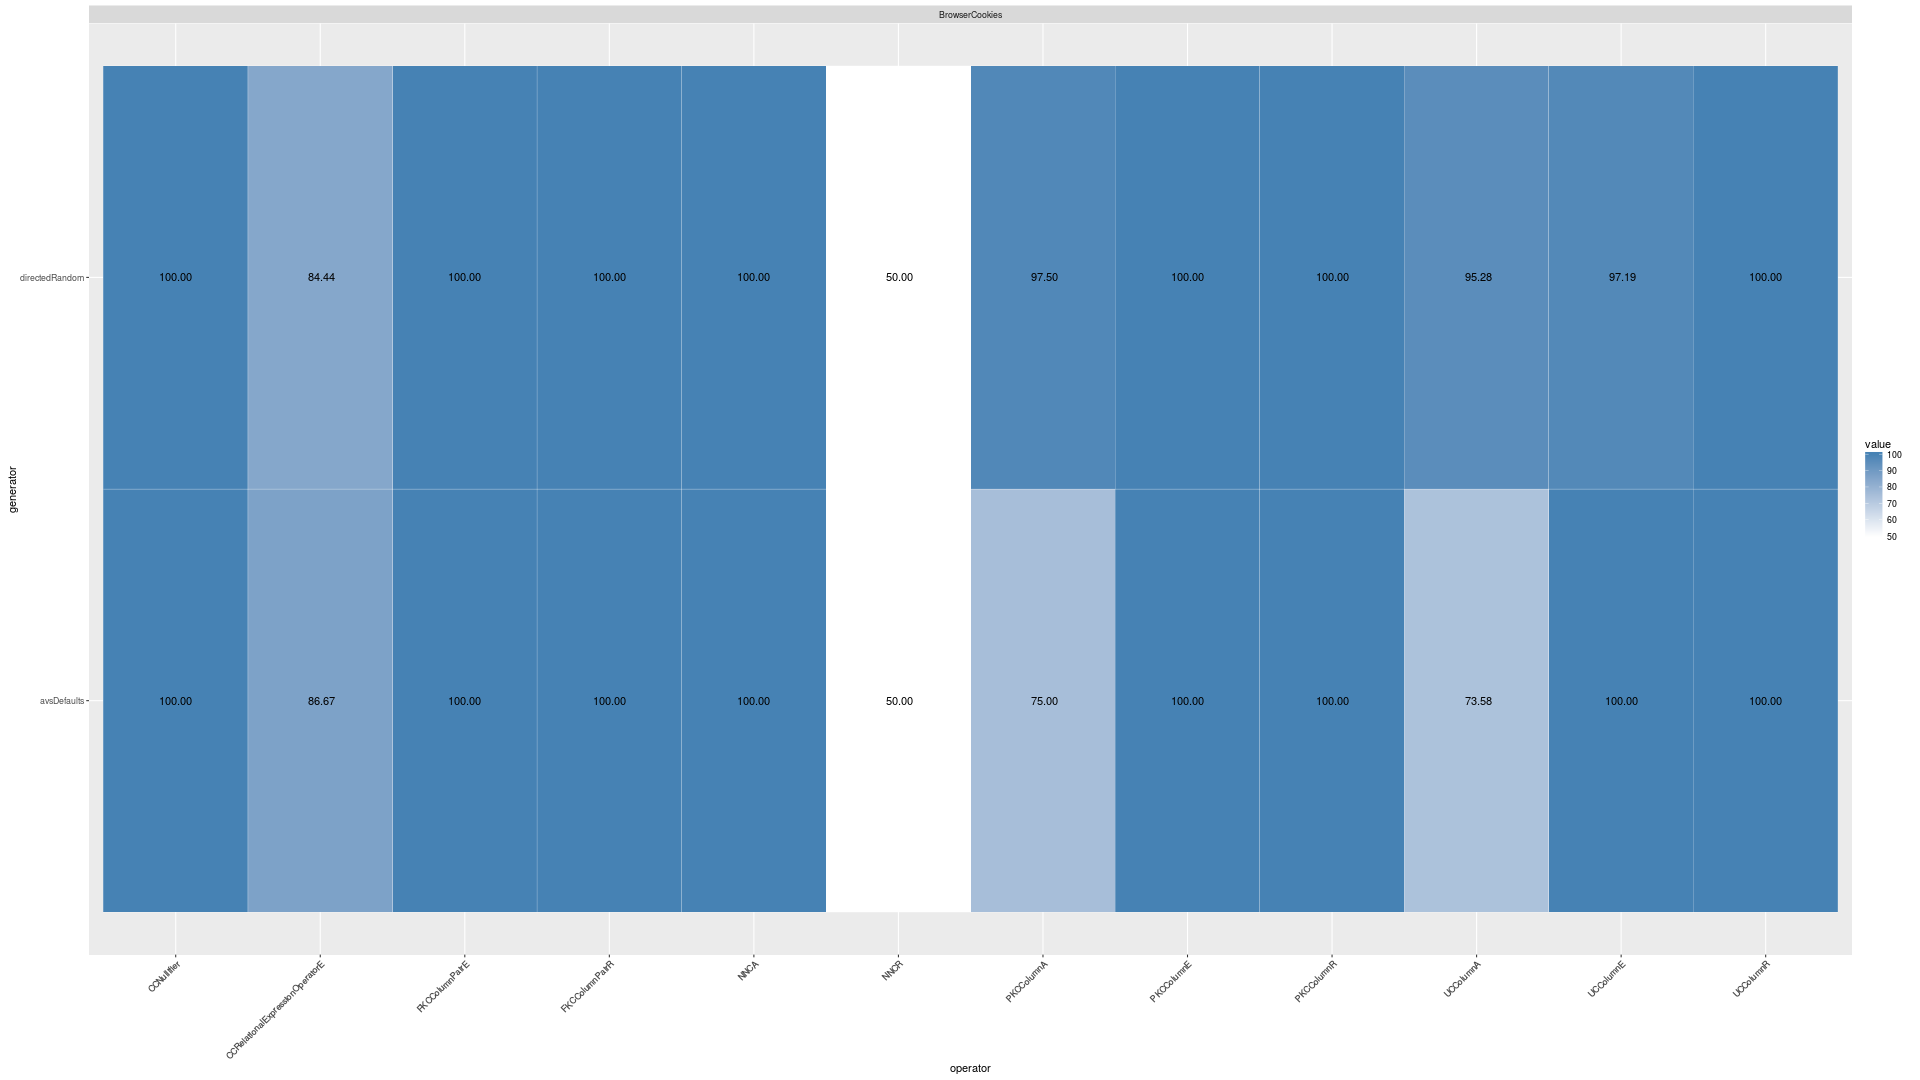 BrowserCookies
generator
directedRandom
100.00 84.44 100.00 100.00 100.00 50.00 97.50 100.00 100.00 95.28 97.19 100.00
avsDefaults
100.00 86.67 100.00 100.00 100.00 50.00 75.00 100.00 100.00 73.58 100.00 100.00
CCNullifier
CCRelationalExpressionOperatorE
FKCColumnPairE
FKCColumnPairR
NNCA
NNCR
PKCColumnA
PKCColumnE
PKCColumnR
UCColumnA
UCColumnE
UCColumnR
operator
value
100
90
80
70
60
50